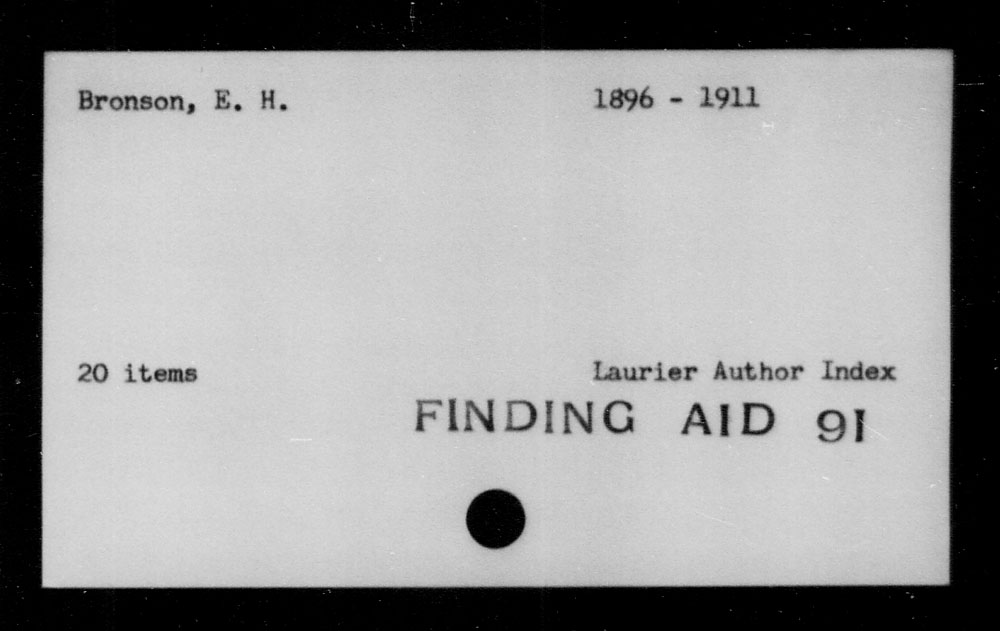 Bronson, E. H. 1896 - 1911
20 items Laurier Author Index
FINDING AID 91